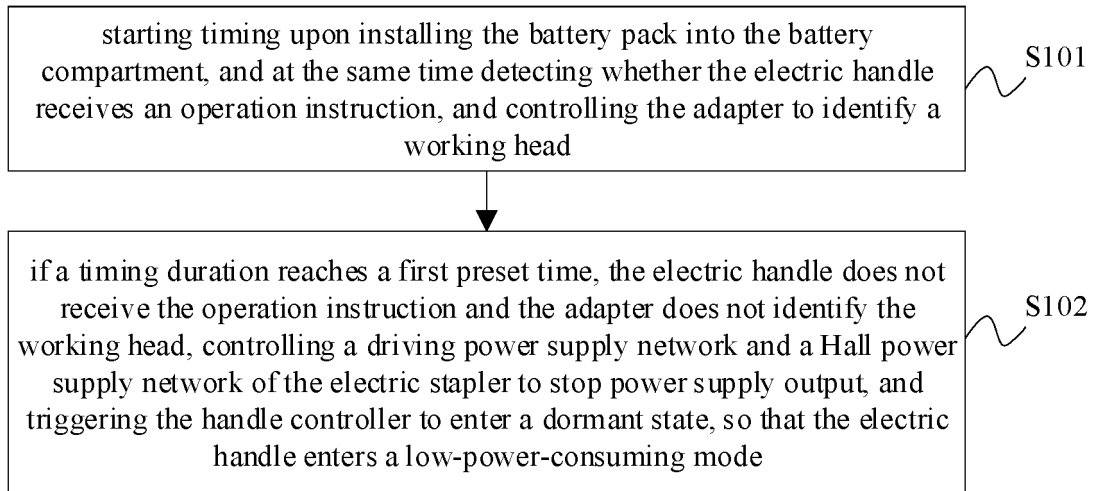 starting timing upon installing the battery pack into the battery
compartment, and at the same time detecting whether the electric handle
receives an operation instruction, and controlling the adapter to identify a
working head
S101
if a timing duration reaches a first preset time, the electric handle does not
receive the operation instruction and the adapter does not identify the
working head, controlling a driving power supply network and a Hall power
supply network of the electric stapler to stop power supply output, and
triggering the handle controller to enter a dormant state, so that the electric
handle enters a low-power-consuming mode
S102